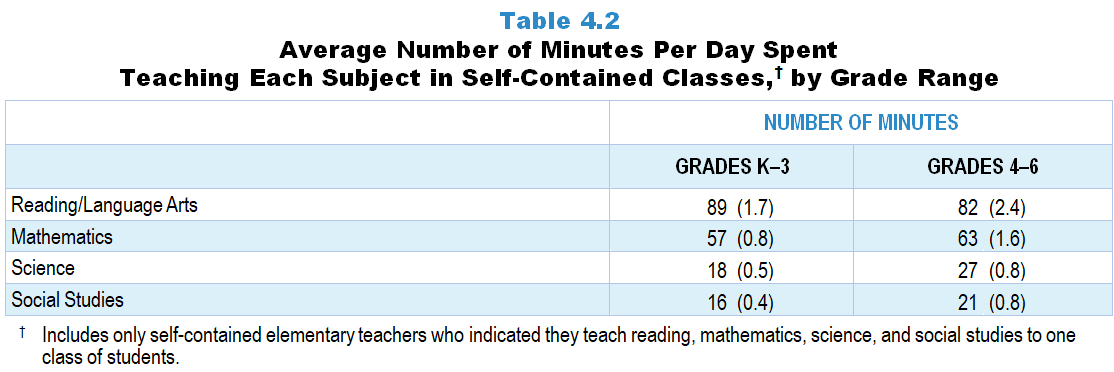 Table 4.2
Average Number of Minutes Per Day Spent
Teaching Each Subject in Self-Contained Classes,† by Grade Range
NUMBER OF MINUTES
GRADES K–3 GRADES 4–6
Reading/Language Arts 89 (1.7) 82 (2.4)
Mathematics 57 (0.8) 63 (1.6)
Science 18 (0.5) 27 (0.8)
Social Studies 16 (0.4) 21 (0.8)
† Includes only self-contained elementary teachers who indicated they teach reading, mathematics, science, and social studies to one
class of students.